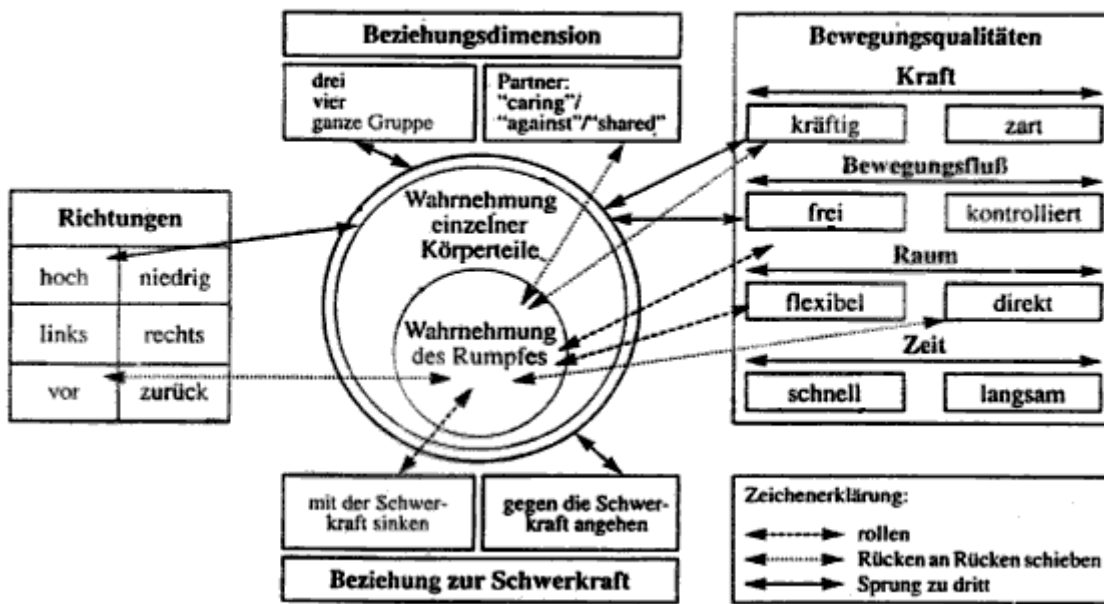 Beziehungsdimension
drei
vier
ganze Gruppe
Partner:
"caring"/
"against"/"shared"
Richtungen
hoch
niedrig
links
rechts
vor
zurück
Wahrnehmung
einzelner
Körperteile
Wahrnehmung
des Rumpfes
mit der Schwer-
kraft sinken
gegen die Schwer-
kraft angehen
Beziehung zur Schwerkraft
Bewegungsqualitäten
Kraft
kräftig
zart
Bewegungsfluß
frei
kontrolliert
Raum
flexibel
direkt
Zeit
schnell
langsam
Zeichenerklärung:
rollen
Rücken an Rücken schieben
Sprung zu dritt